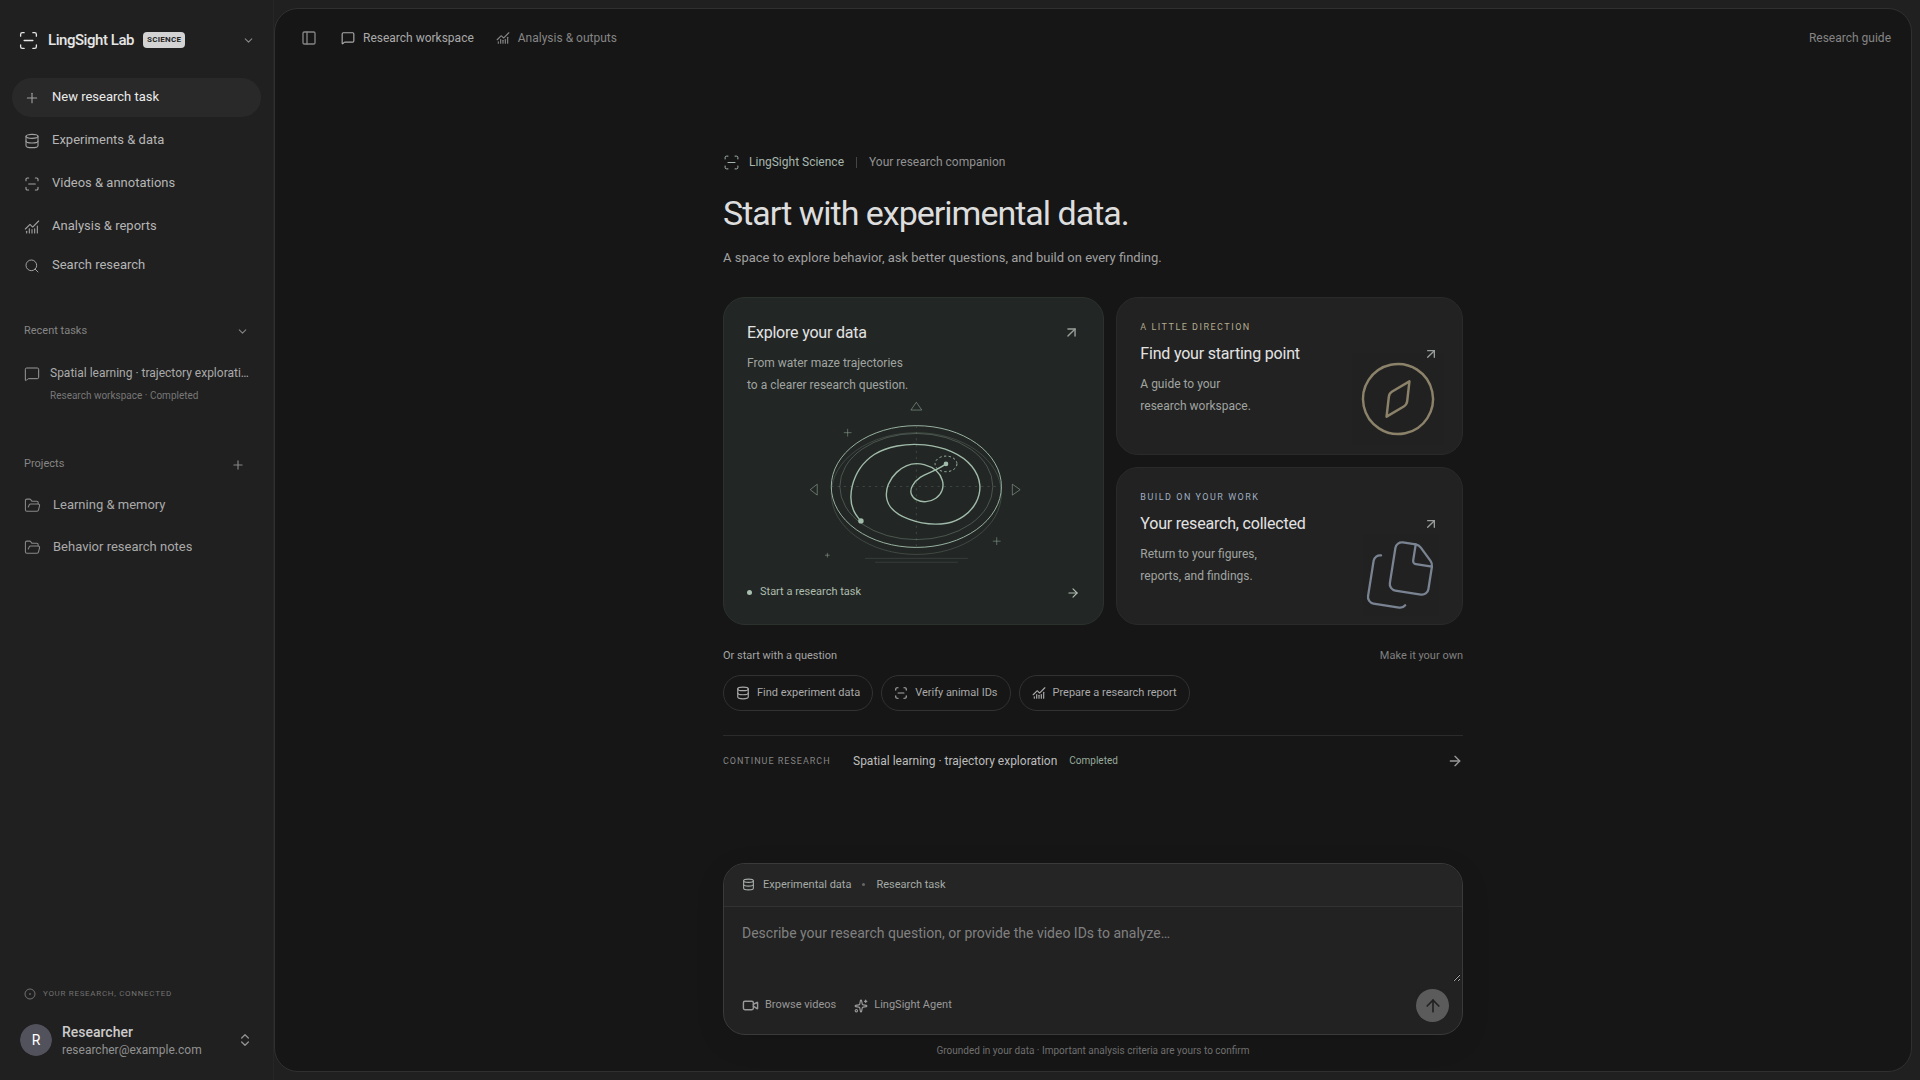 LingSight Lab SCIENCE
New research task
Experiments & data
Videos & annotations
Analysis & reports
Search research
Recent tasks
Spatial learning · trajectory explorati...
Research workspace · Completed
Projects
Learning & memory
Behavior research notes
YOUR RESEARCH, CONNECTED
R
Researcher
researcher@example.com
Research workspace
Analysis & outputs
Research guide
LingSight Science | Your research companion
Start with experimental data.
A space to explore behavior, ask better questions, and build on every finding.
Explore your data
From water maze trajectories
to a clearer research question.
Start a research task
A LITTLE DIRECTION
Find your starting point
A guide to your
research workspace.
BUILD ON YOUR WORK
Your research, collected
Return to your figures,
reports, and findings.
Or start with a question
Make it your own
Find experiment data
Verify animal IDs
Prepare a research report
CONTINUE RESEARCH Spatial learning · trajectory exploration Completed
Experimental data • Research task
Describe your research question, or provide the video IDs to analyze...
Browse videos
LingSight Agent
Grounded in your data · Important analysis criteria are yours to confirm